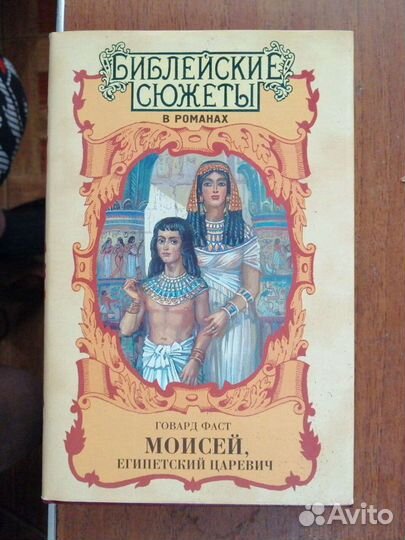 БИБЛЕЙСКИЕ
СЮЖЕТЫ
В РОМАНАХ
ГОВАРД ФАСТ
МОИСЕЙ,
ЕГИПЕТСКИЙ ЦАРЕВИЧ
Avito